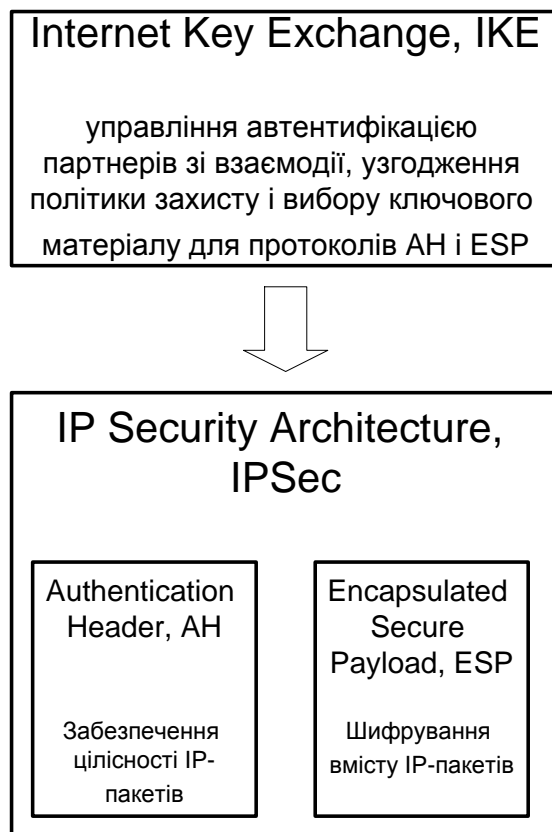 Internet Key Exchange, IKE
управління автентифікацією
партнерів зі взаємодії, узгодження
політики захисту і вибору ключового
матеріалу для протоколів AH і ESP
IP Security Architecture,
IPSec
Authentication
Header, AH
Забезпечення
цілісності IP-
пакетів
Encapsulated
Secure
Payload, ESP
Шифрування
вмісту IP-пакетів